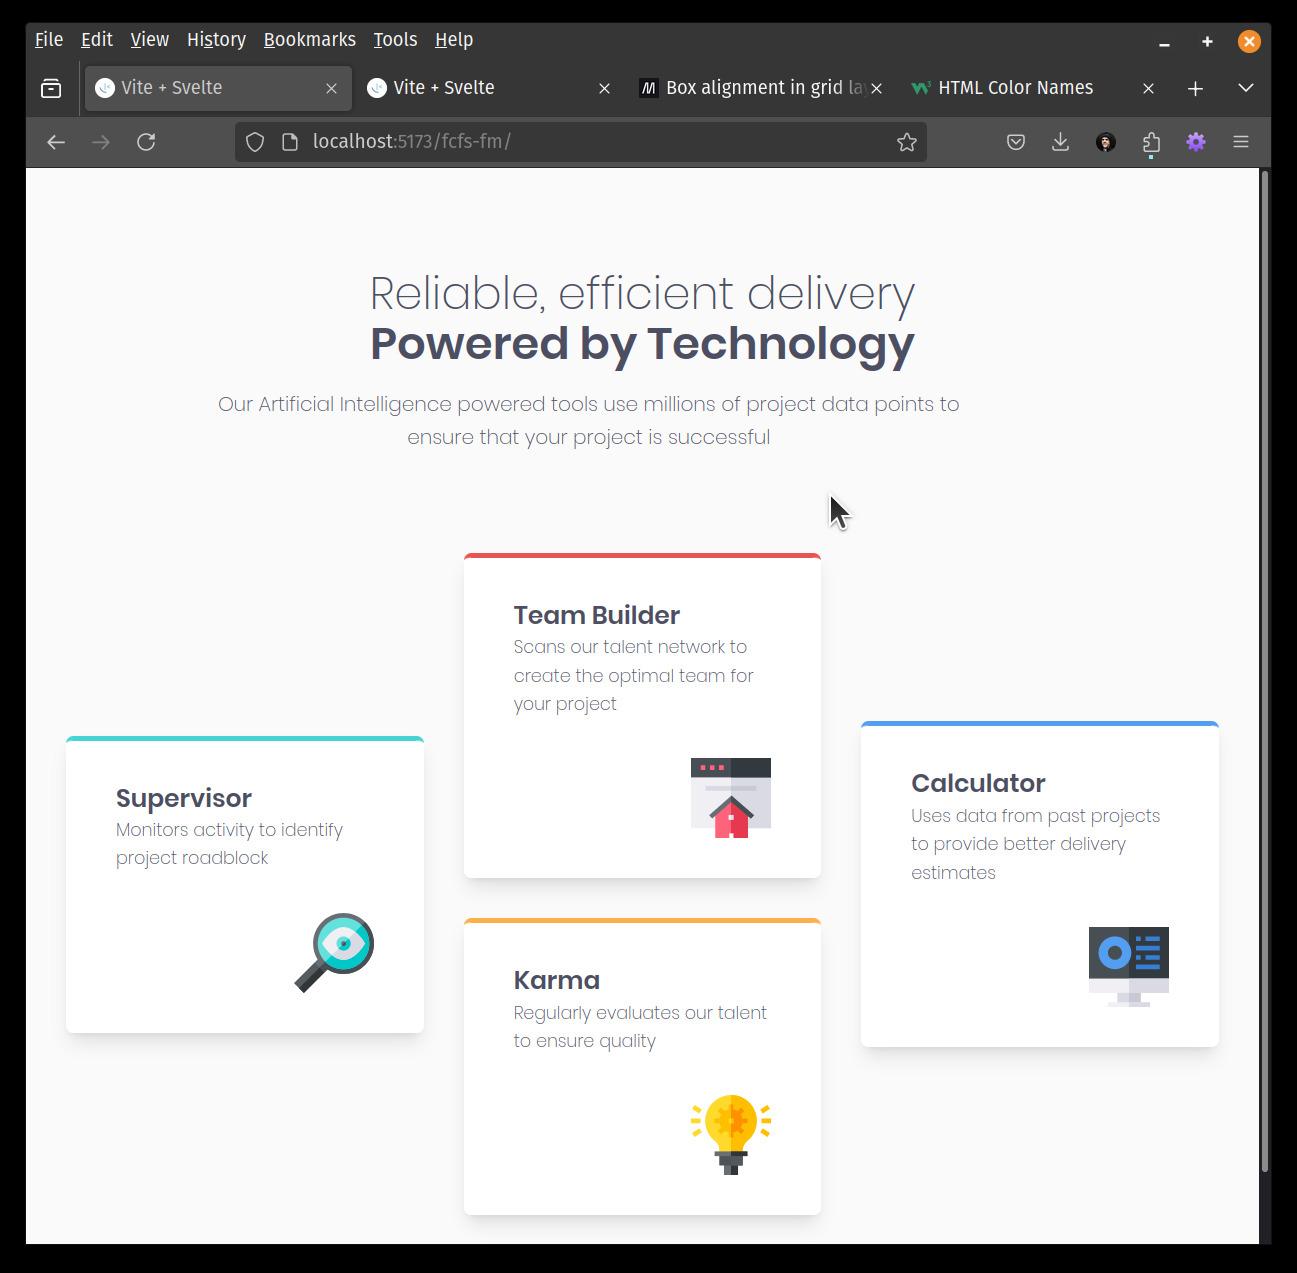 File Edit View History Bookmarks Tools Help
Vite + Svelte Vite + Svelte Box alignment in grid la HTML Color Names
localhost:5173/fcfs-fm/
Reliable, efficient delivery
Powered by Technology
Our Artificial Intelligence powered tools use millions of project data points to
ensure that your project is successful
Team Builder
Scans our talent network to
create the optimal team for
your project
Supervisor
Monitors activity to identify
project roadblock
Calculator
Uses data from past projects
to provide better delivery
estimates
Karma
Regularly evaluates our talent
to ensure quality